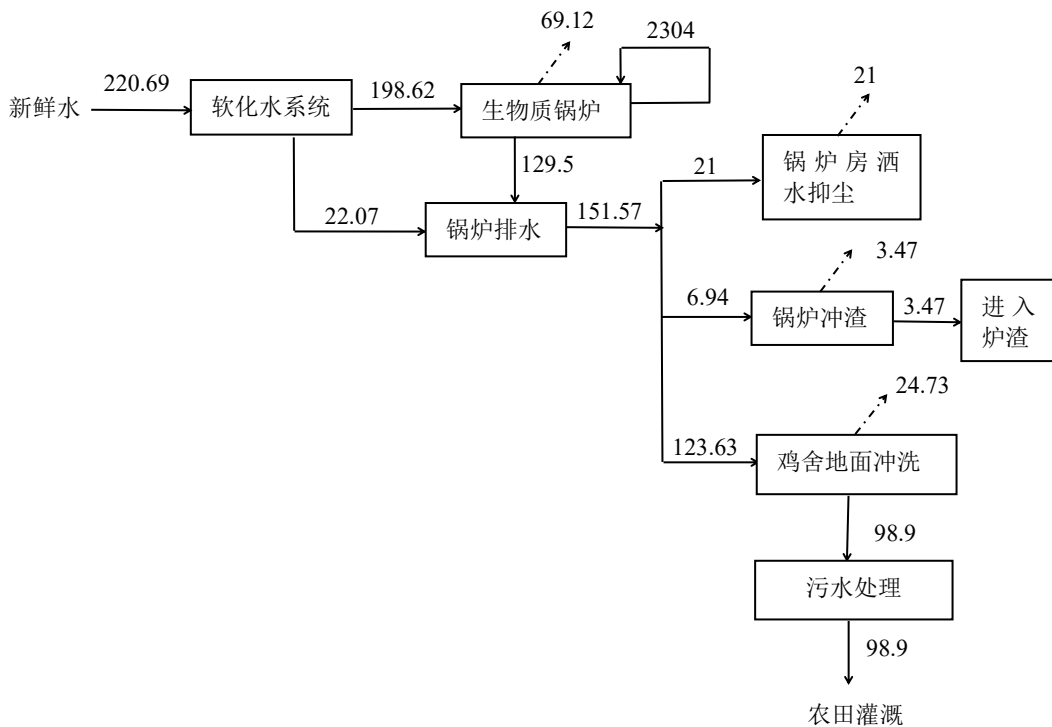 69.12
2304
220.69
新鲜水
软化水系统
198.62
生物质锅炉
21
锅炉房洒
水抑尘
129.5
21
22.07
锅炉排水
151.57
3.47
6.94
锅炉冲渣
3.47
进入
炉渣
24.73
123.63
鸡舍地面冲洗
98.9
污水处理
98.9
农田灌溉